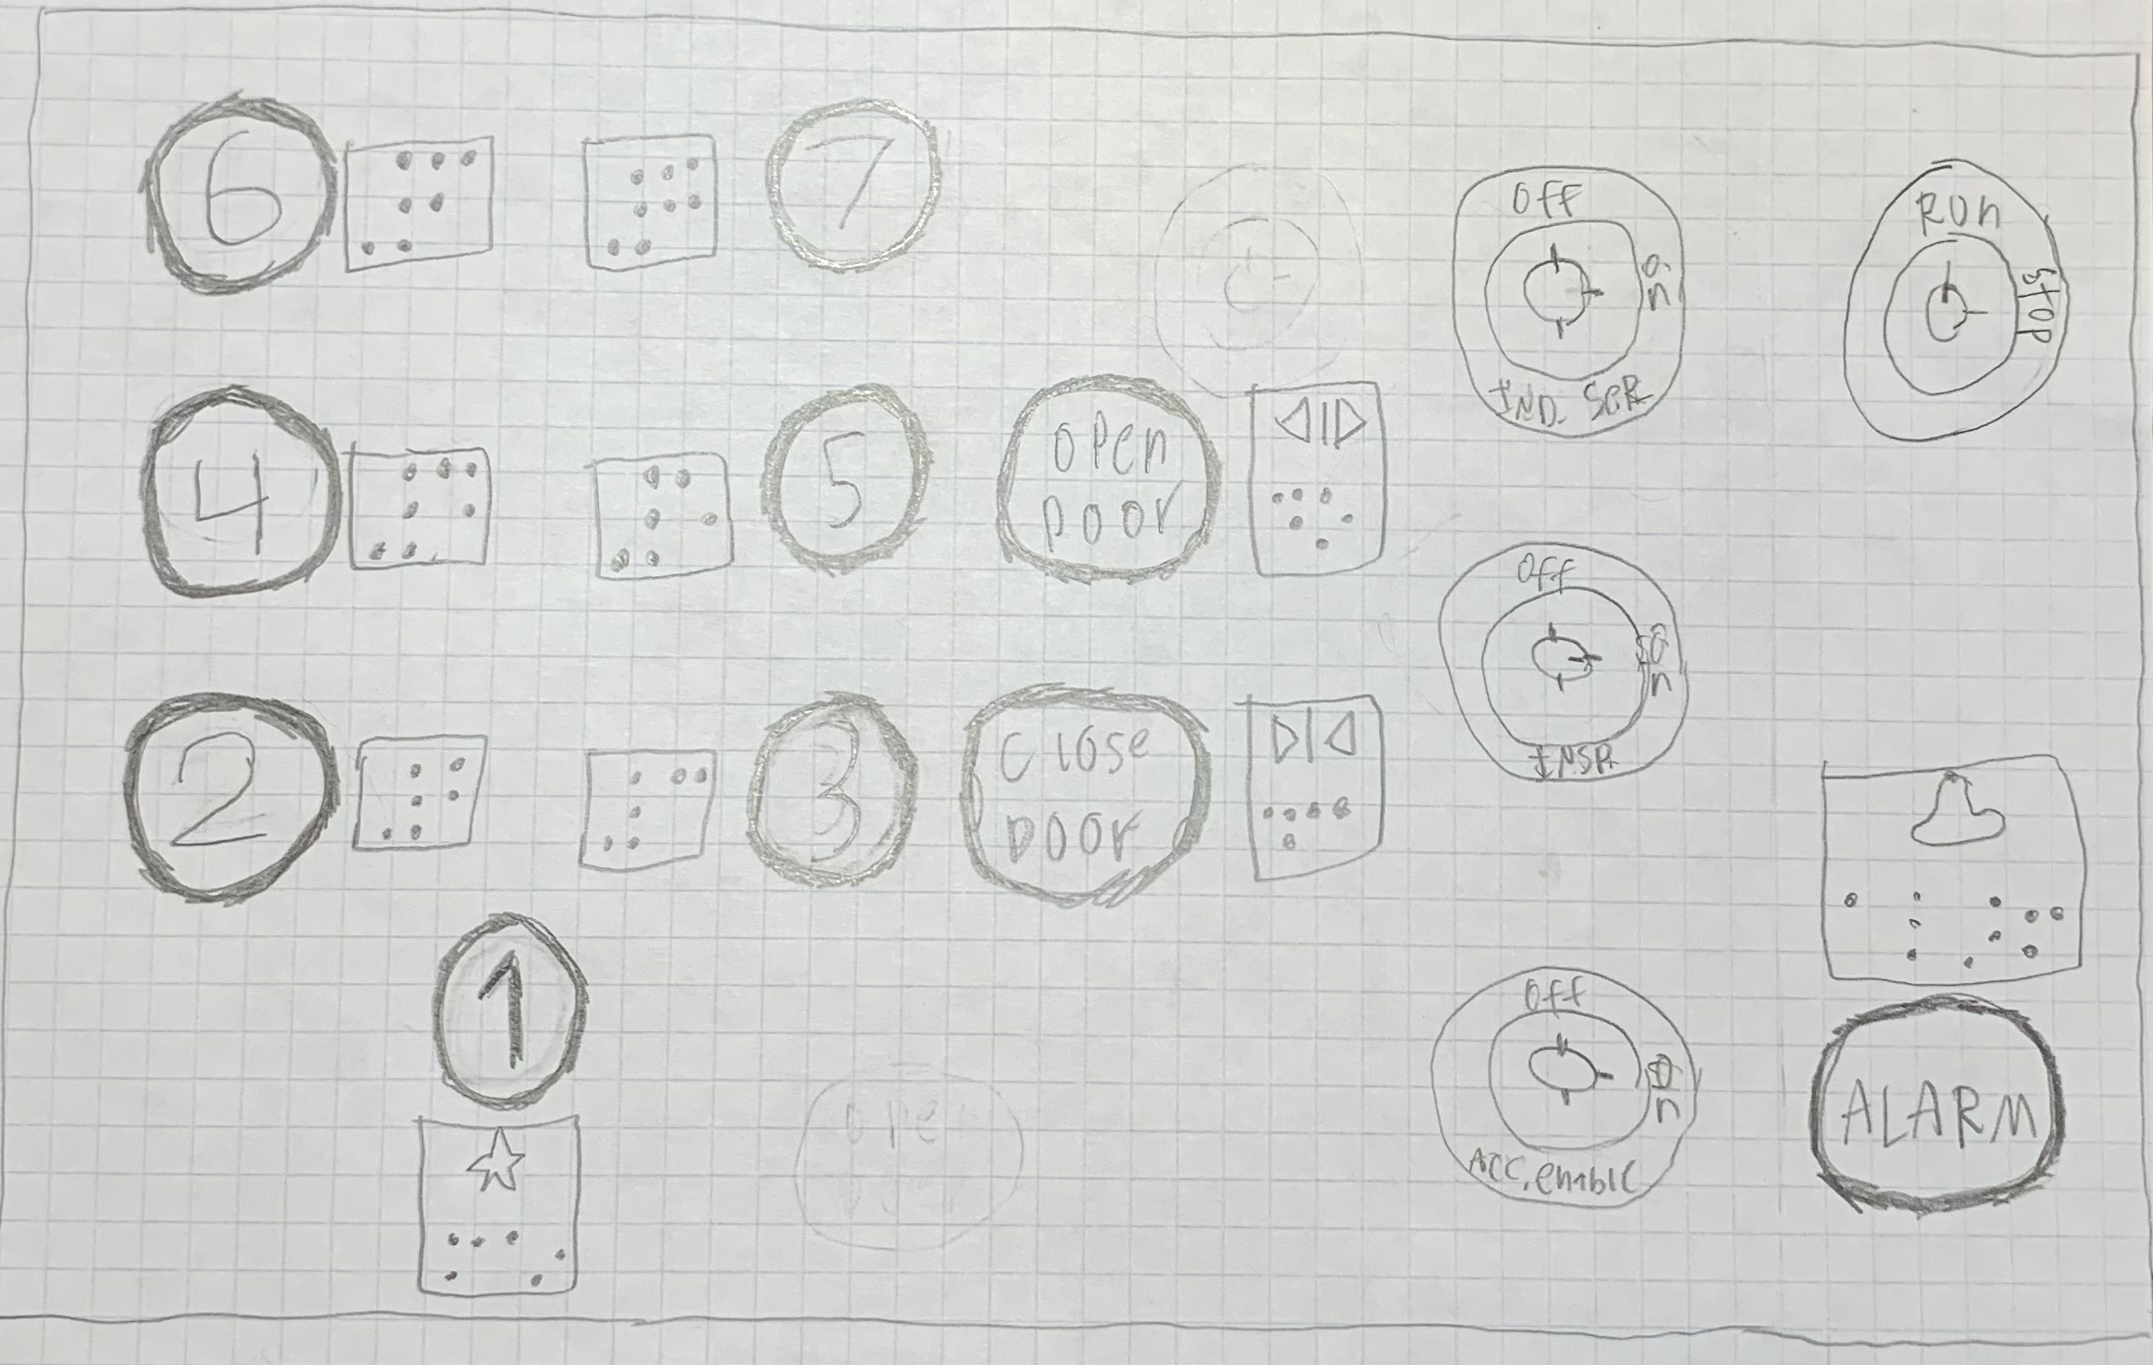 6
7
OFF
on
IND. SER
Run
STOP
4
5
OPen
Door
OFF
on
INSR
2
3
Close
Door
1
ope
OFF
on
ACC. enable
ALARM